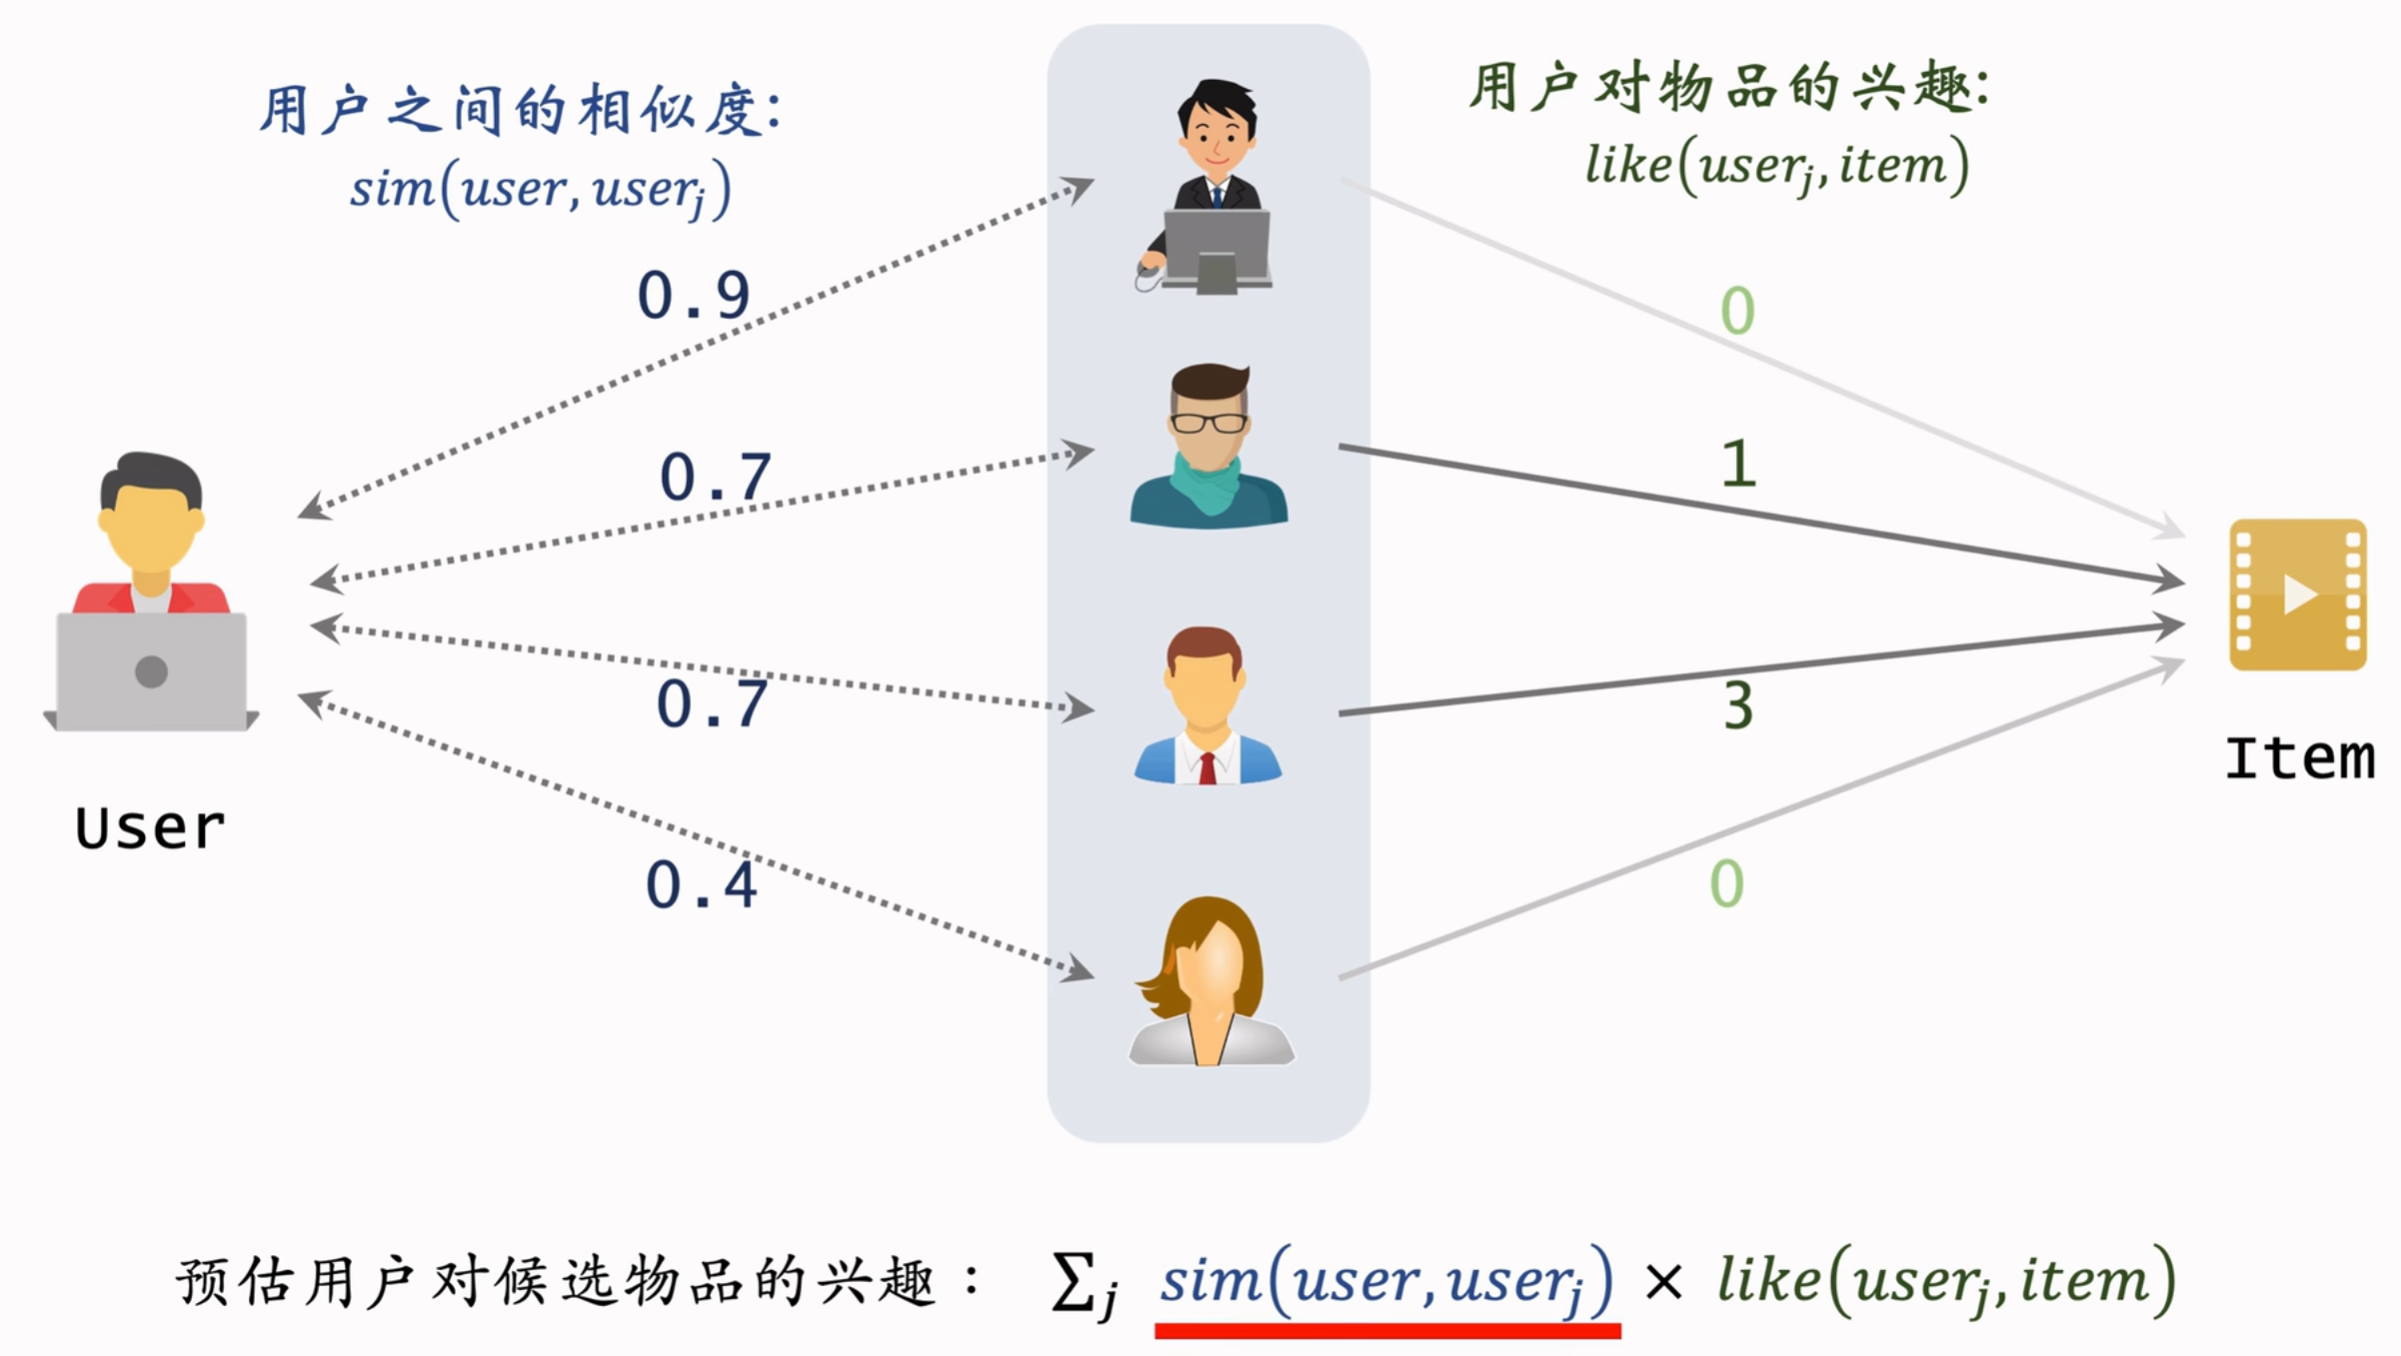 用户之间的相似度:
sim(user, user_j)
用户对物品的兴趣:
like(user_j, item)
0.9
0
0.7
1
0.7
3
0.4
0
User
Item
预估用户对候选物品的兴趣： ∑_j sim(user, user_j) × like(user_j, item)